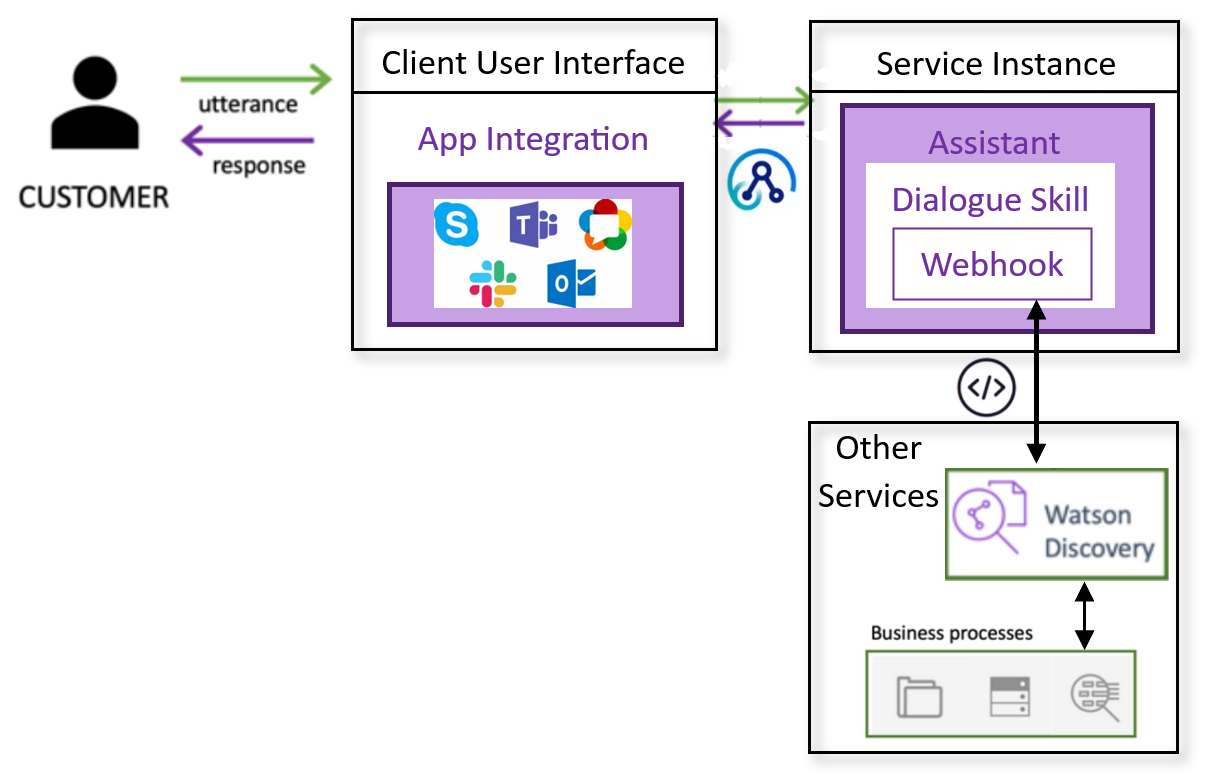 Client User Interface
Service Instance
utterance
response
CUSTOMER
App Integration
S
T
O
Assistant
Dialogue Skill
Webhook
</>
Other
Services
Watson
Discovery
Business processes